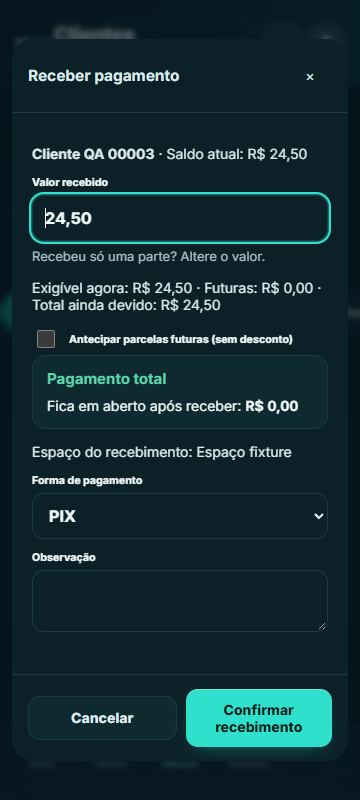 Clientes
Receber pagamento
×
Cliente QA 00003 · Saldo atual: R$ 24,50
Valor recebido
24,50
Recebeu só uma parte? Altere o valor.
Exigível agora: R$ 24,50 · Futuras: R$ 0,00 ·
Total ainda devido: R$ 24,50
Antecipar parcelas futuras (sem desconto)
Pagamento total
Fica em aberto após receber: R$ 0,00
Espaço do recebimento: Espaço fixture
Forma de pagamento
PIX
Observação
Cancelar
Confirmar
recebimento